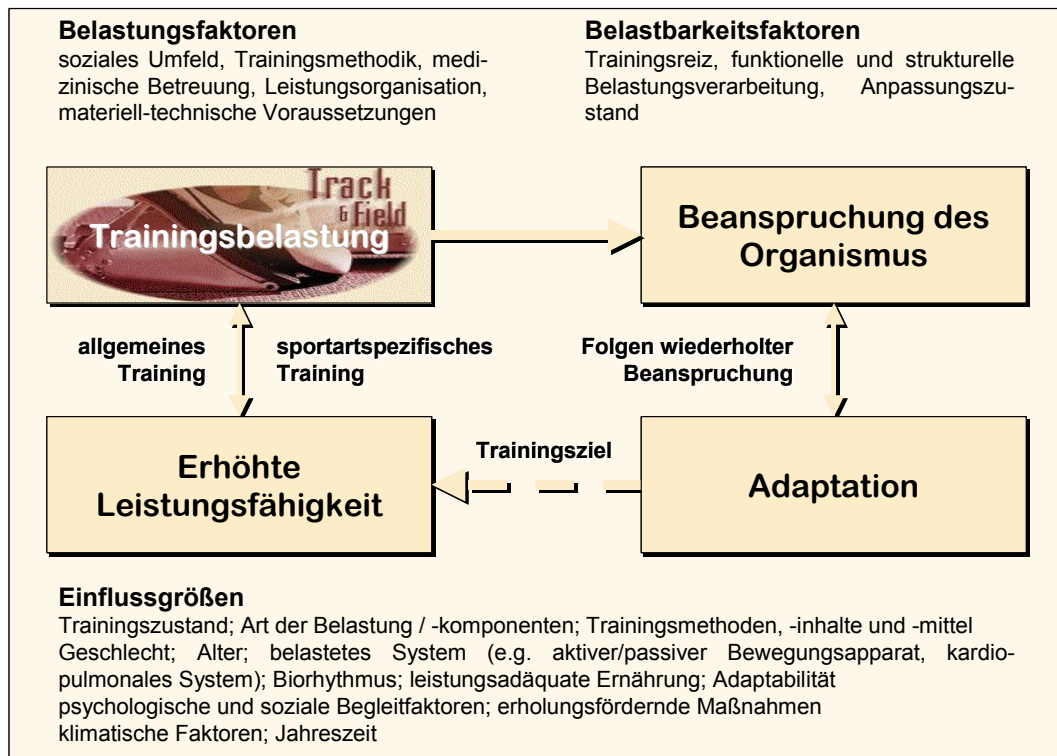 Belastungsfaktoren
soziales Umfeld, Trainingsmethodik, medi-
zinische Betreuung, Leistungsorganisation,
materiell-technische Voraussetzungen
Belastbarkeitsfaktoren
Trainingsreiz, funktionelle und strukturelle
Belastungsverarbeitung, Anpassungszu-
stand
Track
& Field
Trainingsbelastung
Beanspruchung des
Organismus
allgemeines
Training
sportartspezifisches
Training
Folgen wiederholter
Beanspruchung
Erhöhte
Leistungsfähigkeit
Trainingsziel
Adaptation
Einflussgrößen
Trainingszustand; Art der Belastung / -komponenten; Trainingsmethoden, -inhalte und -mittel
Geschlecht; Alter; belastetes System (e.g. aktiver/passiver Bewegungsapparat, kardio-
pulmonales System); Biorhythmus; leistungsadäquate Ernährung; Adaptabilität
psychologische und soziale Begleitfaktoren; erholungsfördernde Maßnahmen
klimatische Faktoren; Jahreszeit